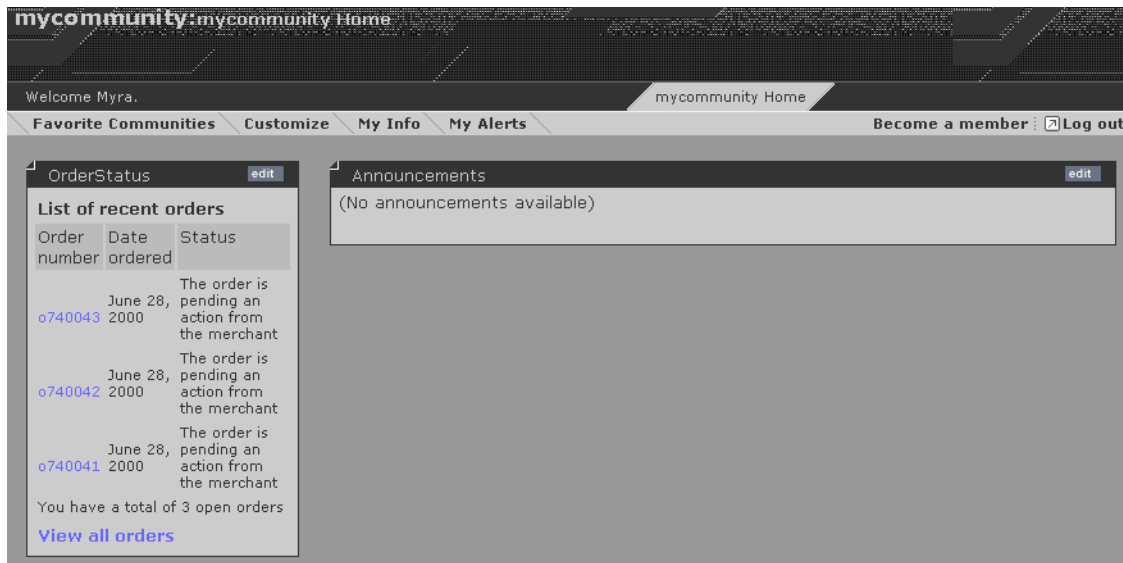 mycommunity:mycommunity Home
Welcome Myra.
mycommunity Home
Favorite Communities Customize My Info My Alerts Become a member Log out
OrderStatus edit
List of recent orders
Order number Date ordered Status
o740043 June 28, 2000 The order is pending an action from the merchant
o740042 June 28, 2000 The order is pending an action from the merchant
o740041 June 28, 2000 The order is pending an action from the merchant
You have a total of 3 open orders
View all orders
Announcements edit
(No announcements available)